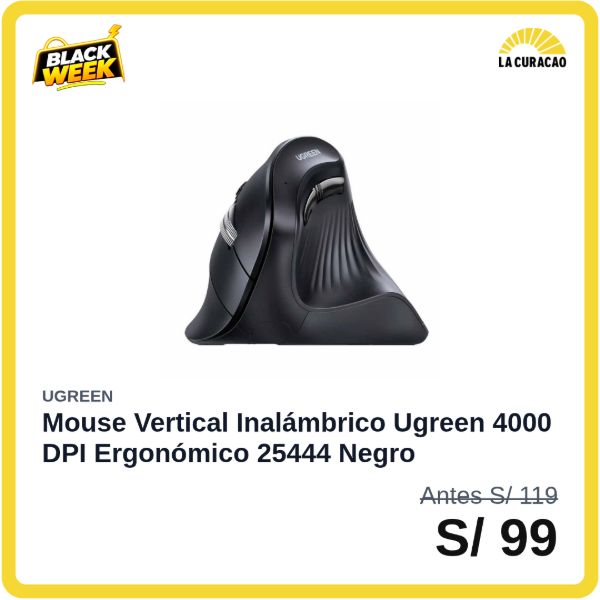 BLACK
WEEK
LA CURACAO
UGREEN
UGREEN
Mouse Vertical Inalámbrico Ugreen 4000
DPI Ergonómico 25444 Negro
Antes S/ 119
S/ 99